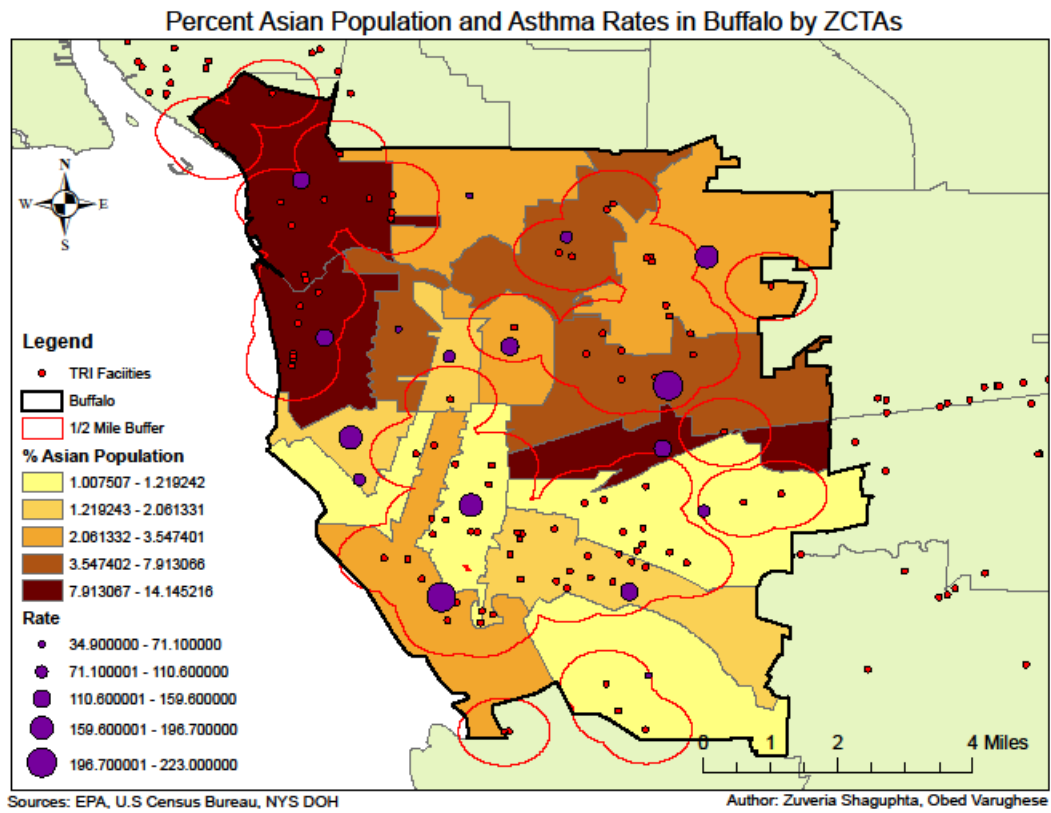 Percent Asian Population and Asthma Rates in Buffalo by ZCTAs
N
W E
S
Legend
TRI Faciities
Buffalo
1/2 Mile Buffer
% Asian Population
1.007507 - 1.219242
1.219243 - 2.061331
2.061332 - 3.547401
3.547402 - 7.913066
7.913067 - 14.145216
Rate
34.900000 - 71.100000
71.100001 - 110.600000
110.600001 - 159.600000
159.600001 - 196.700000
196.700001 - 223.000000
0 1 2 4 Miles
Sources: EPA, U.S Census Bureau, NYS DOH
Author: Zuveria Shaguphta, Obed Varughese